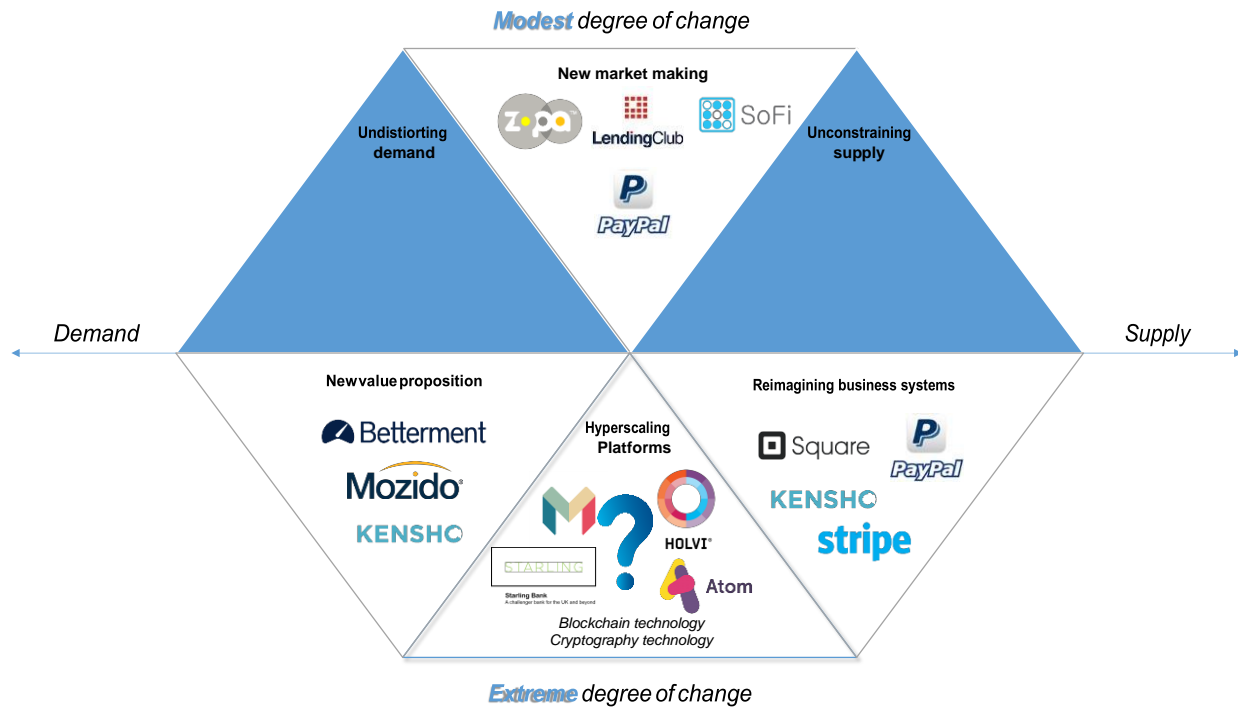 Modest degree of change
New market making
zopa
LendingClub
SoFi
PayPal
Undistiorting
demand
Unconstraining
supply
Demand
Supply
New value proposition
Betterment
Mozido
KENSHO
Hyperscaling
Platforms
HOLVI
STARLING
Starling Bank
A challenger bank for the UK and beyond
Atom
Blockchain technology
Cryptography technology
Reimagining business systems
Square
PayPal
KENSHO
stripe
Extreme degree of change